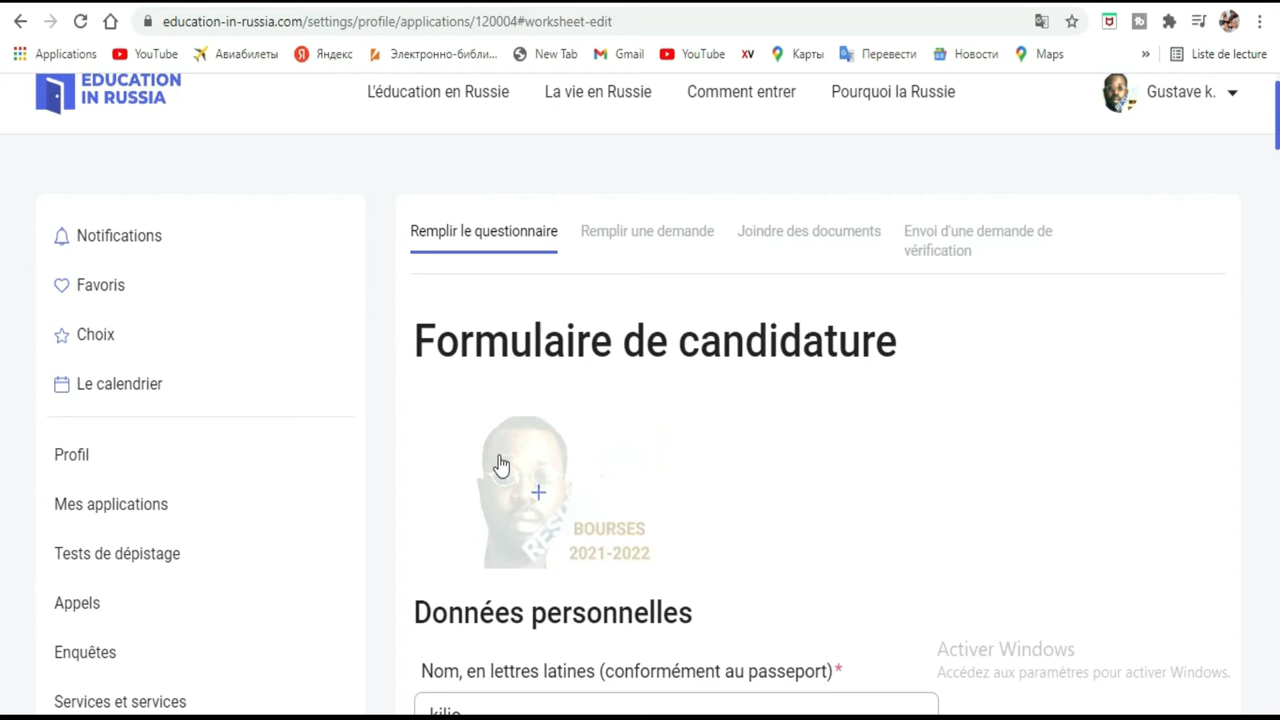 education-in-russia.com/settings/profile/applications/120004#worksheet-edit
Applications YouTube Авиабилеты Яндекс Электронно-библи... New Tab Gmail YouTube XV Карты Перевести Новости Maps » Liste de lecture
EDUCATION
IN RUSSIA
L'éducation en Russie La vie en Russie Comment entrer Pourquoi la Russie Gustave k.
Notifications
Favoris
Choix
Le calendrier
Profil
Mes applications
Tests de dépistage
Appels
Enquêtes
Services et services
Remplir le questionnaire Remplir une demande Joindre des documents Envoi d'une demande de
vérification
Formulaire de candidature
BOURSES
2021-2022
Données personnelles
Nom, en lettres latines (conformément au passeport)*
Activer Windows
Accédez aux paramètres pour activer Windows.